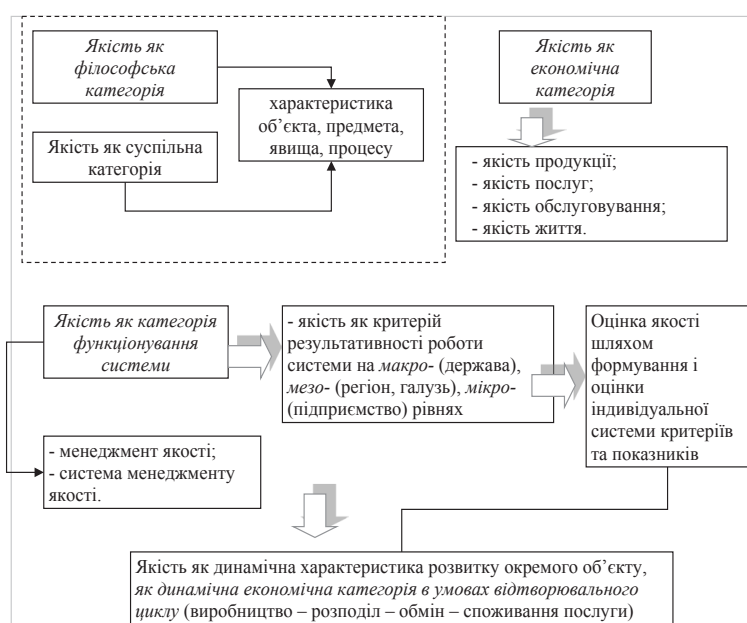 Якість як
філософська
категорія
Якість як
економічна
категорія
характеристика
об’єкта, предмета,
явища, процесу
Якість як суспільна
категорія
- якість продукції;
- якість послуг;
- якість обслуговування;
- якість життя.
Якість як категорія
функціонування
системи
- якість як критерій
результативності роботи
системи на макро- (держава),
мезо- (регіон, галузь), мікро-
(підприємство) рівнях
Оцінка якості
шляхом
формування і
оцінки
індивідуальної
системи критеріїв
та показників
- менеджмент якості;
- система менеджменту
якості.
Якість як динамічна характеристика розвитку окремого об’єкту,
як динамічна економічна категорія в умовах відтворювального
циклу (виробництво – розподіл – обмін – споживання послуги)